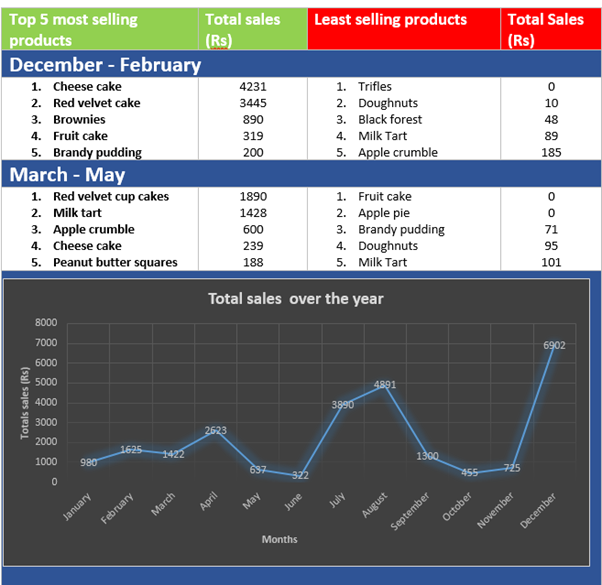 Top 5 most selling products Total sales (Rs) Least selling products Total Sales (Rs)
December - February
1. Cheese cake 4231 1. Trifles 0
2. Red velvet cake 3445 2. Doughnuts 10
3. Brownies 890 3. Black forest 48
4. Fruit cake 319 4. Milk Tart 89
5. Brandy pudding 200 5. Apple crumble 185
March - May
1. Red velvet cup cakes 1890 1. Fruit cake 0
2. Milk tart 1428 2. Apple pie 0
3. Apple crumble 600 3. Brandy pudding 71
4. Cheese cake 239 4. Doughnuts 95
5. Peanut butter squares 188 5. Milk Tart 101
Total sales over the year
Totals sales (Rs)
8000
7000
6000
5000
4000
3000
2000
1000
0
980 1625 1422 2623 637 322 3890 4891 1300 455 725 6902
January February March April May June July August September October November December
Months